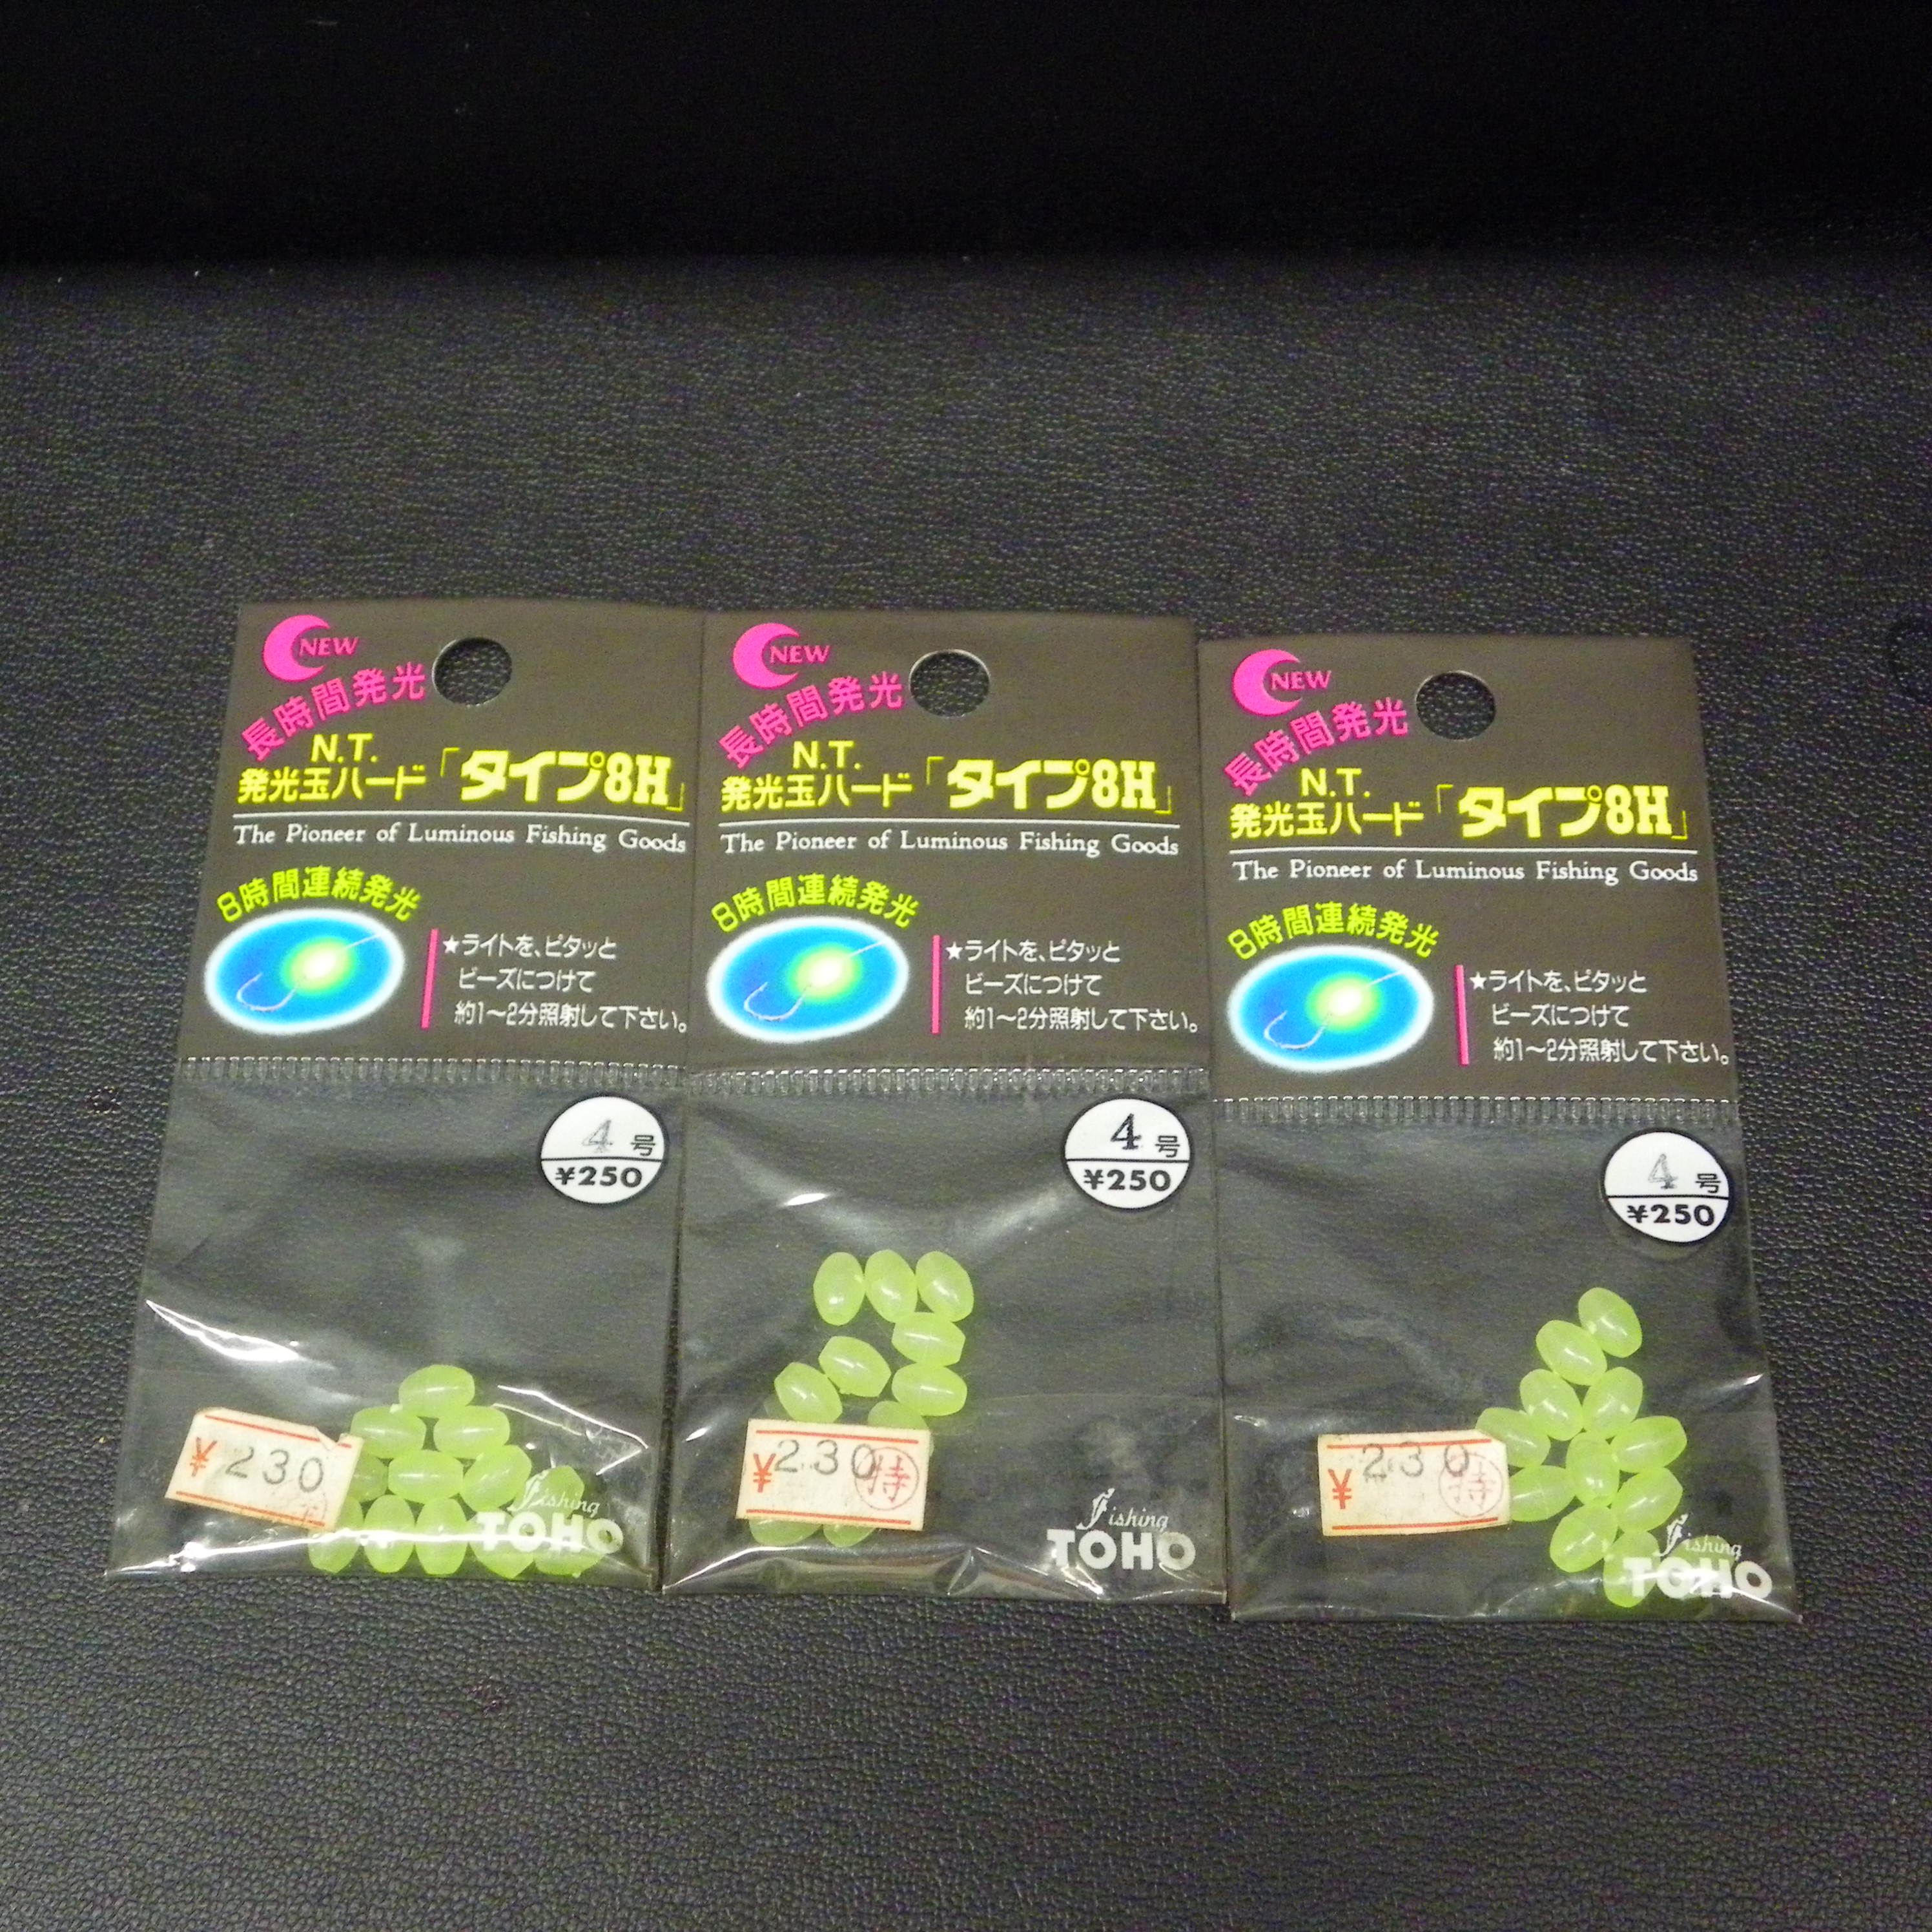 NEW
長時間発光
N.T.
発光玉ハード「タイプ8H」
The Pioneer of Luminous Fishing Goods
8時間連続発光
★ライトを、ピタッと
ビーズにつけて
約1〜2分照射して下さい。
4号
¥250
¥230
fishing
TOHO
NEW
長時間発光
N.T.
発光玉ハード「タイプ8H」
The Pioneer of Luminous Fishing Goods
8時間連続発光
★ライトを、ピタッと
ビーズにつけて
約1〜2分照射して下さい。
4号
¥250
¥230 特
fishing
TOHO
NEW
長時間発光
N.T.
発光玉ハード「タイプ8H」
The Pioneer of Luminous Fishing Goods
8時間連続発光
★ライトを、ピタッと
ビーズにつけて
約1〜2分照射して下さい。
4号
¥250
¥230 特
fishing
TOHO